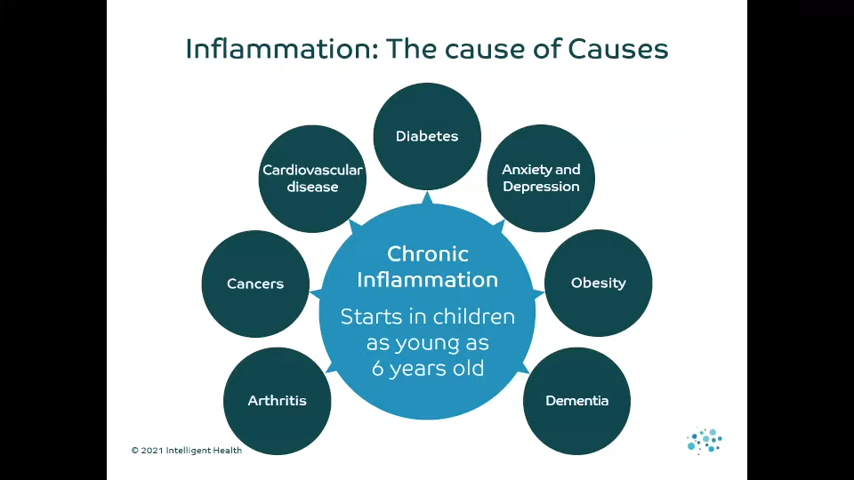 Inflammation: The cause of Causes
Diabetes
Cardiovascular
disease
Anxiety and
Depression
Cancers
Chronic
Inflammation
Starts in children
as young as
6 years old
Obesity
Arthritis
Dementia
© 2021 Intelligent Health